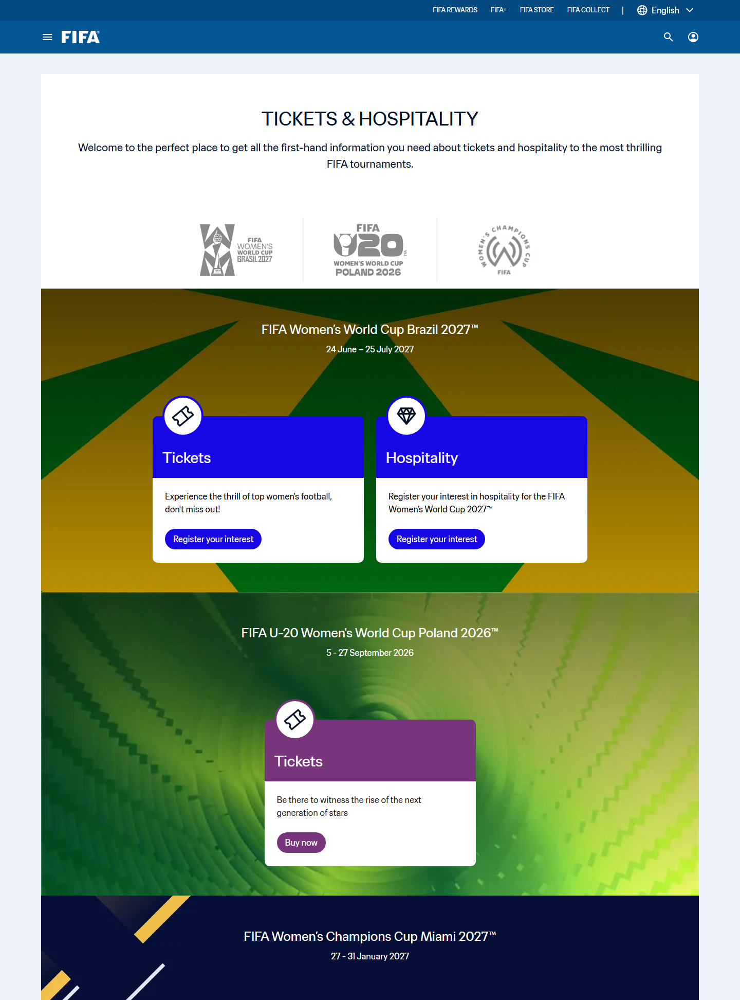 FIFA REWARDS FIFA+ FIFA STORE FIFA COLLECT | English
FIFA
TICKETS & HOSPITALITY
Welcome to the perfect place to get all the first-hand information you need about tickets and hospitality to the most thrilling
FIFA tournaments.
FIFA
WOMEN'S
WORLD CUP
BRASIL 2027
FIFA
U20
WOMEN'S WORLD CUP
POLAND 2026
WOMEN'S CHAMPIONS CUP
FIFA
FIFA Women’s World Cup Brazil 2027™
24 June – 25 July 2027
Tickets
Experience the thrill of top women's football,
don't miss out!
Register your interest
Hospitality
Register your interest in hospitality for the FIFA
Women’s World Cup 2027™
Register your interest
FIFA U-20 Women's World Cup Poland 2026™
5 - 27 September 2026
Tickets
Be there to witness the rise of the next
generation of stars
Buy now
FIFA Women’s Champions Cup Miami 2027™
27 - 31 January 2027